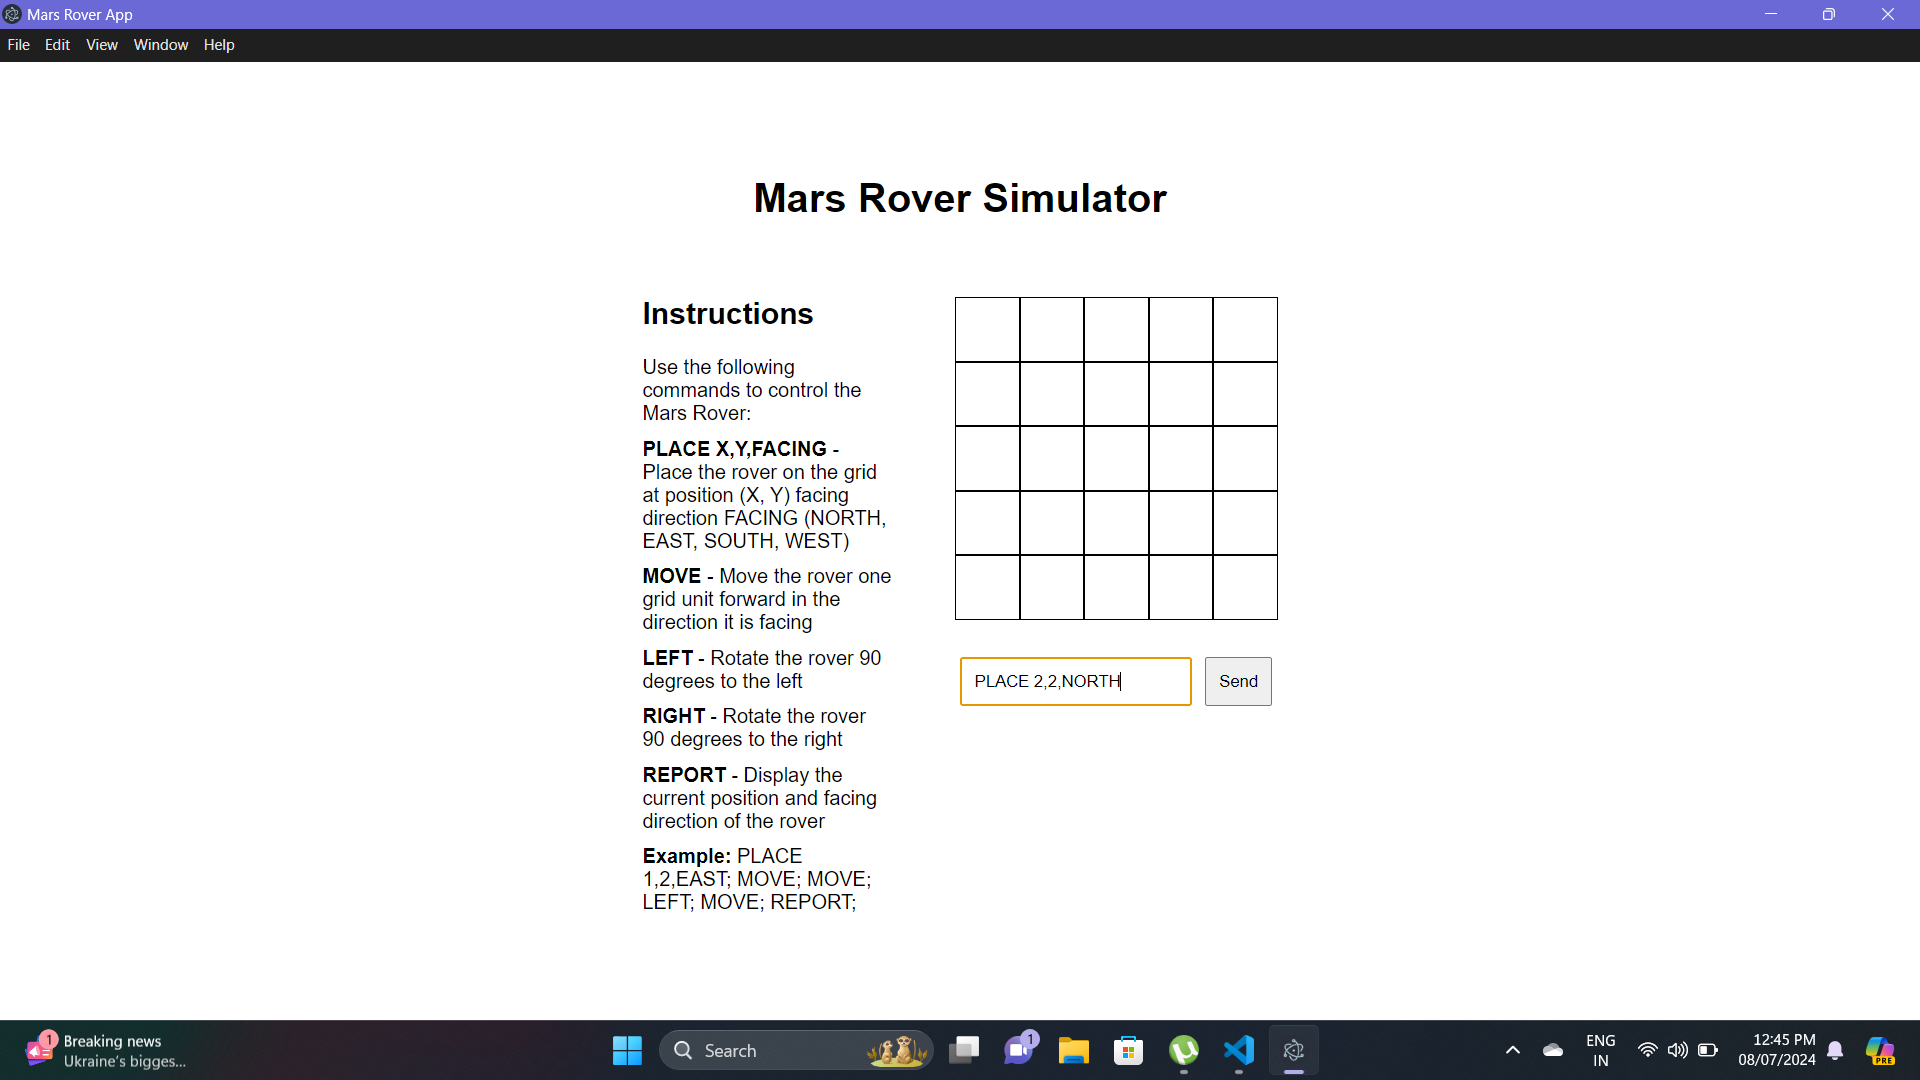 Mars Rover App
File Edit View Window Help
Mars Rover Simulator
Instructions
Use the following
commands to control the
Mars Rover:
PLACE X,Y,FACING -
Place the rover on the grid
at position (X, Y) facing
direction FACING (NORTH,
EAST, SOUTH, WEST)
MOVE - Move the rover one
grid unit forward in the
direction it is facing
LEFT - Rotate the rover 90
degrees to the left
RIGHT - Rotate the rover
90 degrees to the right
REPORT - Display the
current position and facing
direction of the rover
Example: PLACE
1,2,EAST; MOVE; MOVE;
LEFT; MOVE; REPORT;
PLACE 2,2,NORTH
Send
1
Breaking news
Ukraine's bigges...
Search
1
ENG
IN
12:45 PM
08/07/2024
PRE